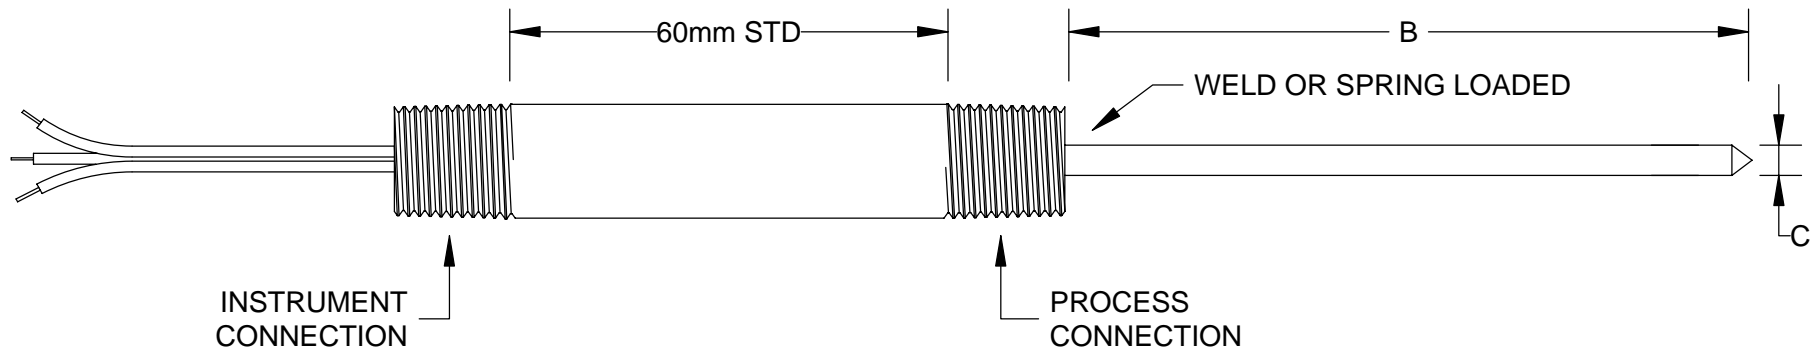 60mm STD
B
WELD OR SPRING LOADED
C
INSTRUMENT
CONNECTION
PROCESS
CONNECTION